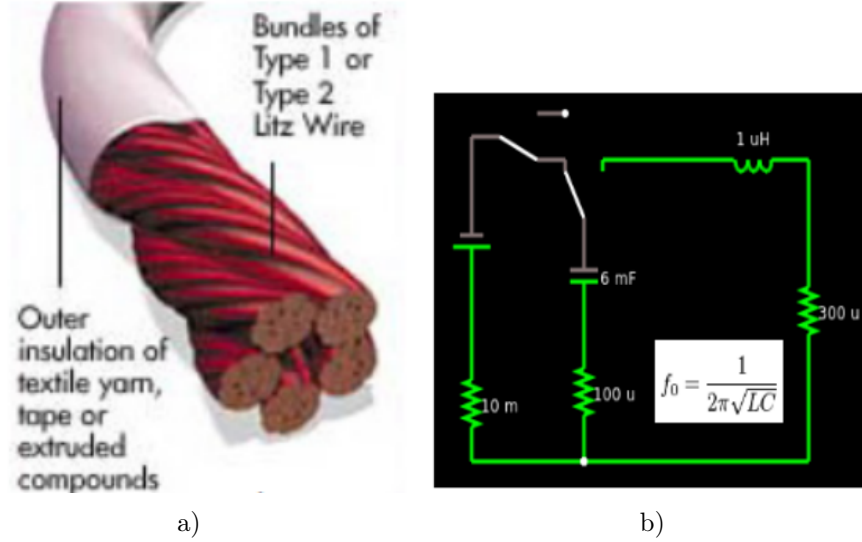 Bundles of
Type 1 or
Type 2
Litz Wire
Outer
insulation of
textile yarn,
tape or
extruded
compounds
1 uH
6 mF
300 u
10 m
100 u
f₀ = 1 / 2π√LC
a)
b)